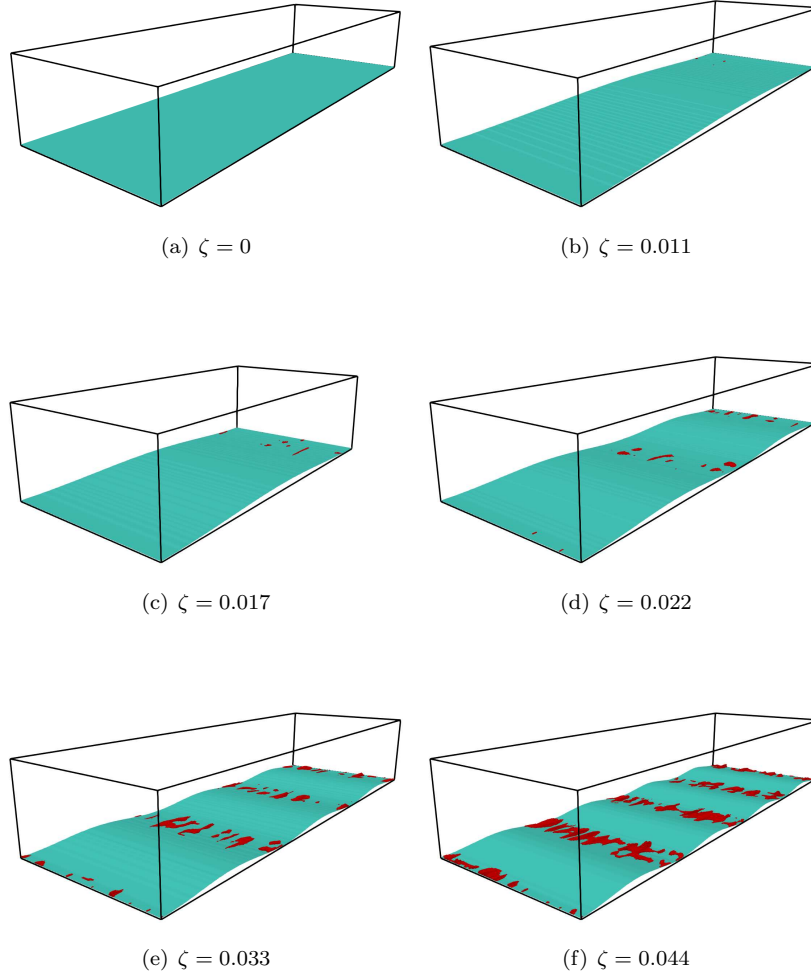 (a) ζ = 0
(b) ζ = 0.011
(c) ζ = 0.017
(d) ζ = 0.022
(e) ζ = 0.033
(f) ζ = 0.044